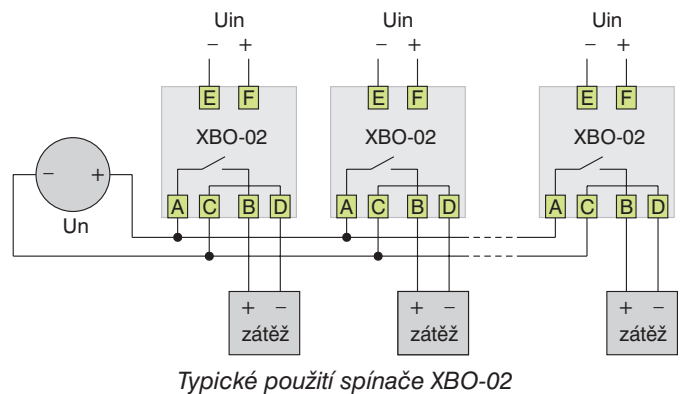 Uin Uin Uin
− + − + − +
E F E F E F
XBO-02 XBO-02 XBO-02
− +
A C B D A C B D A C B D
Un
+ − + − + −
zátěž zátěž zátěž
Typické použití spínače XBO-02